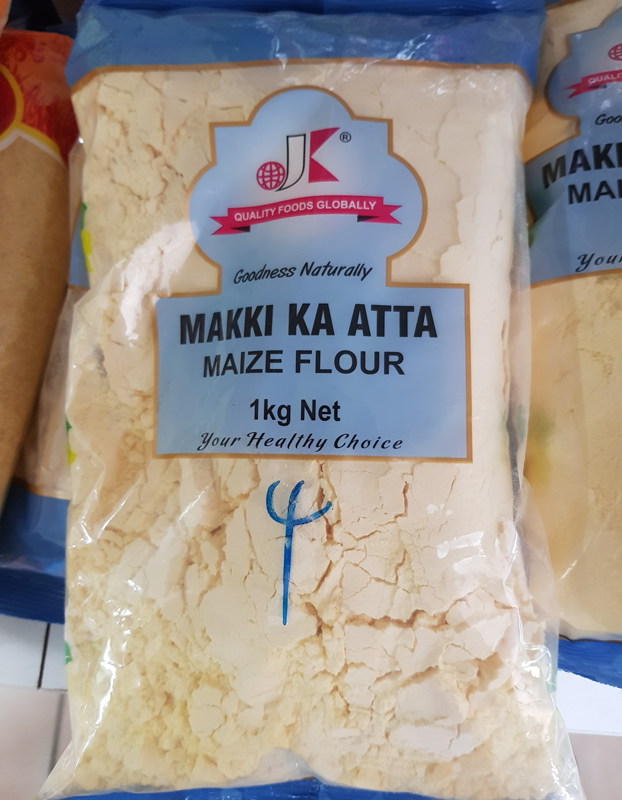 JK®
QUALITY FOODS GLOBALLY
Goodness Naturally
MAKKI KA ATTA
MAIZE FLOUR
1kg Net
Your Healthy Choice